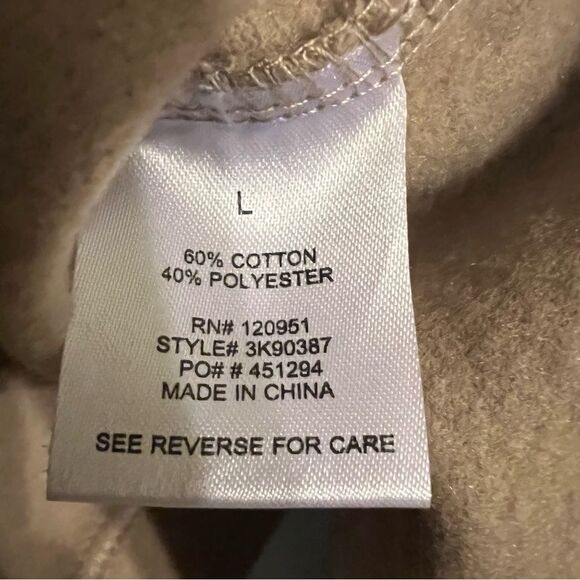 L
60% COTTON
40% POLYESTER
RN# 120951
STYLE# 3K90387
PO# # 451294
MADE IN CHINA
SEE REVERSE FOR CARE